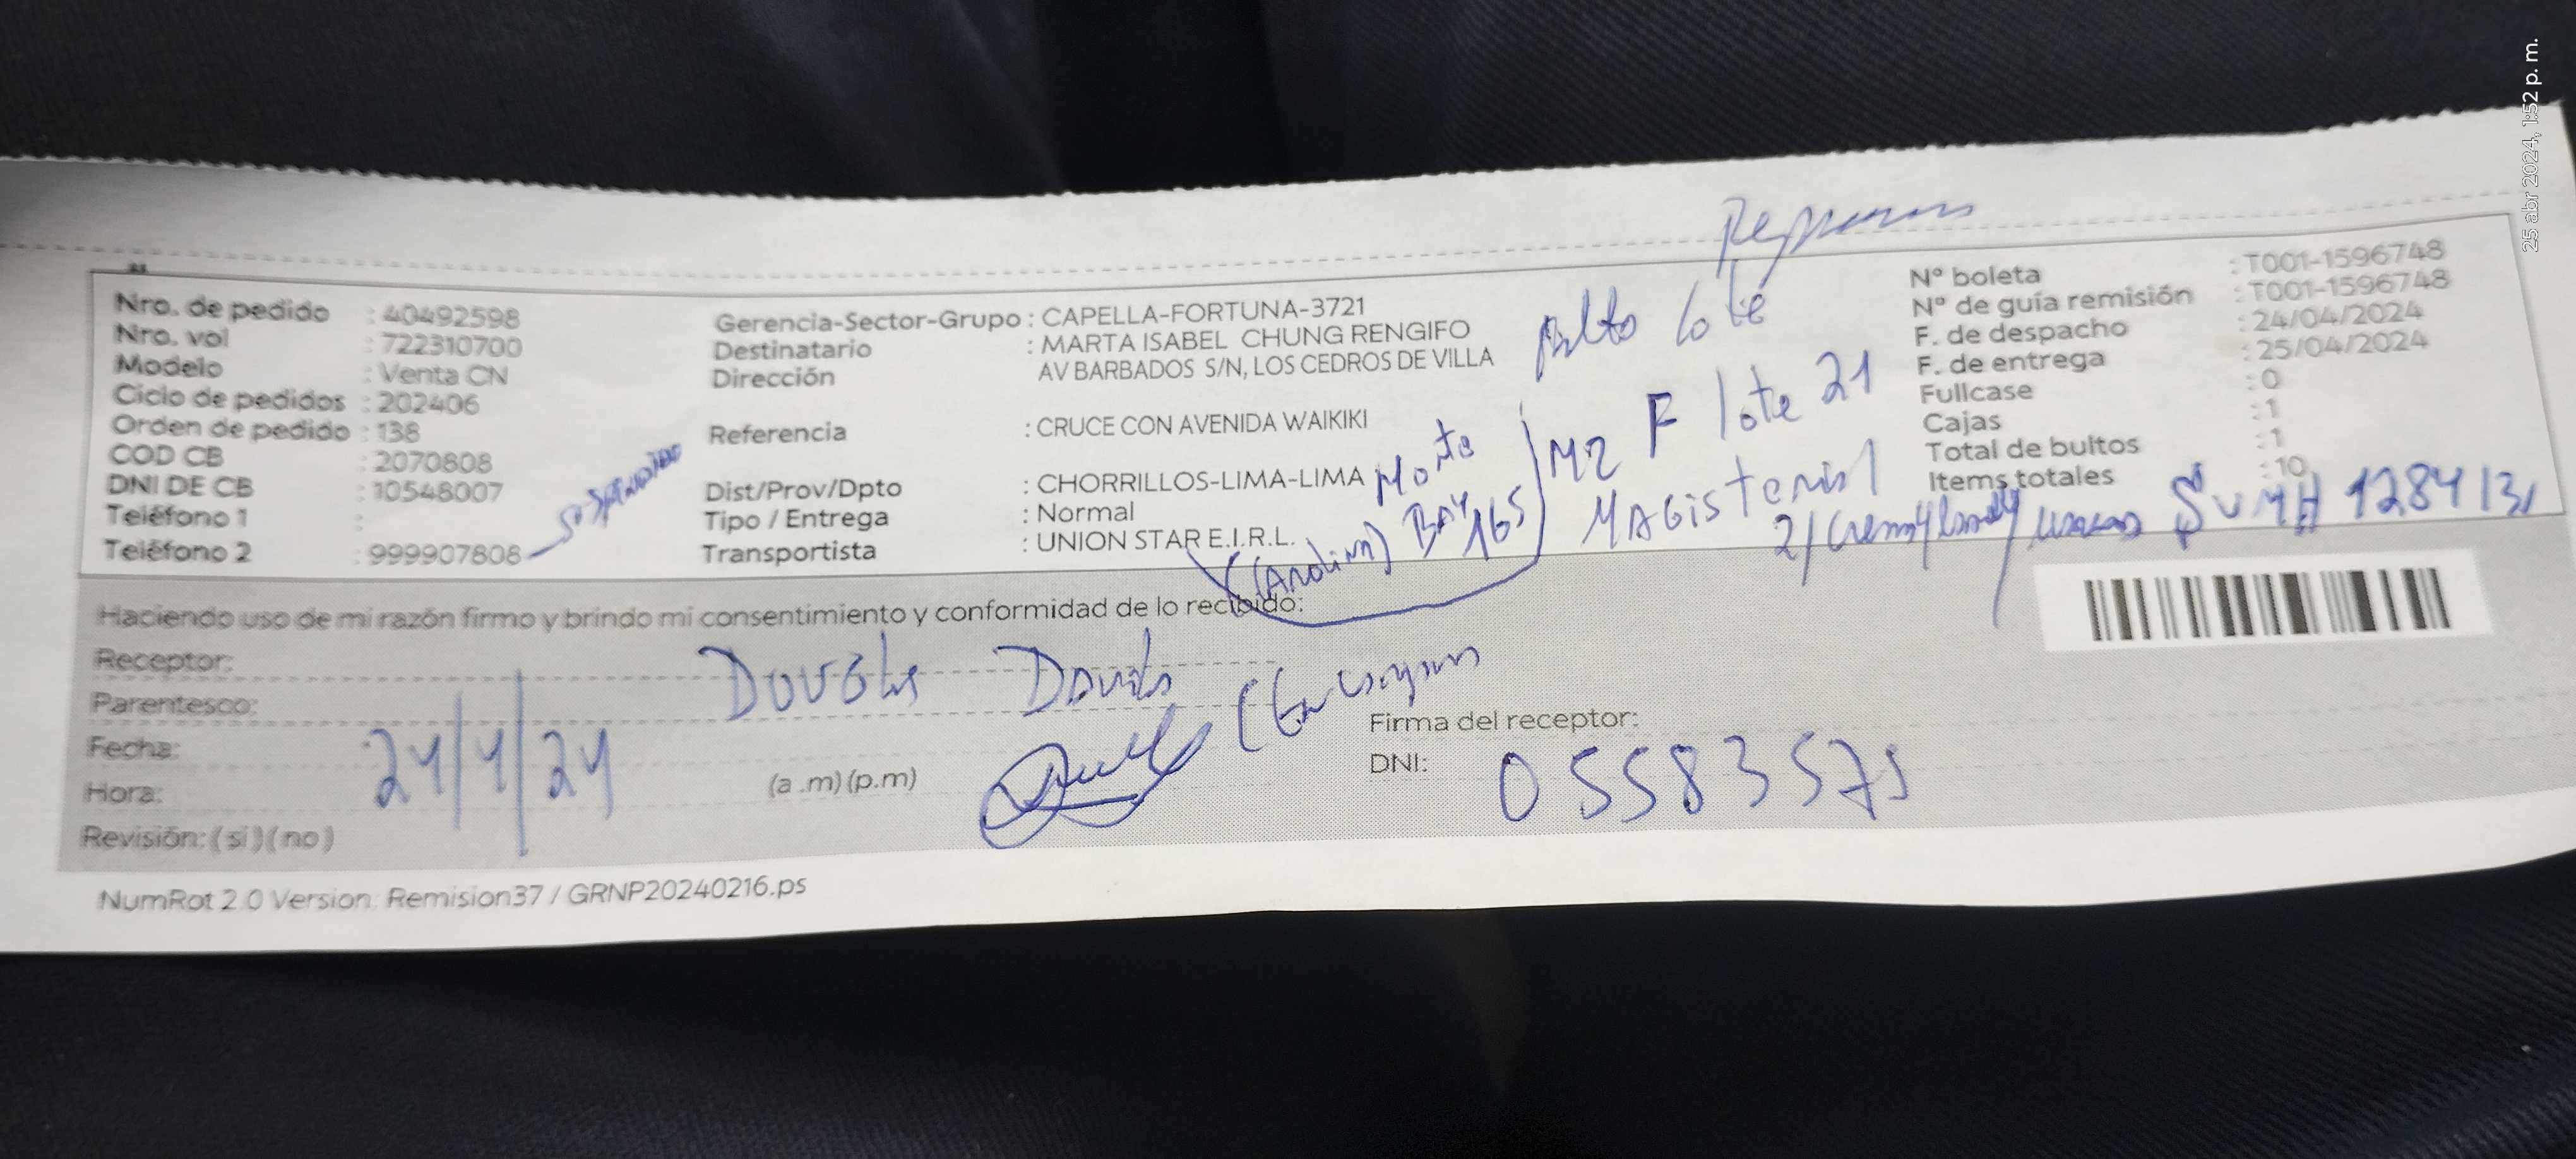 25 abr 2024, 1:52 p. m.
Nro. de pedido : 40492598
Nro. vol : 722310700
Modelo : Venta CN
Ciclo de pedidos : 202406
Orden de pedido : 138
COD CB : 2070808
DNI DE CB : 10548007
Teléfono 1 :
Teléfono 2 : 999907808
suspendido
Gerencia-Sector-Grupo : CAPELLA-FORTUNA-3721
Destinatario : MARTA ISABEL CHUNG RENGIFO
Dirección AV BARBADOS S/N, LOS CEDROS DE VILLA
Referencia : CRUCE CON AVENIDA WAIKIKI
Dist/Prov/Dpto : CHORRILLOS-LIMA-LIMA
Tipo / Entrega : Normal
Transportista : UNION STAR E.I.R.L.
lote
MZ F lote 21
Magisterial
Monte
(Carolina) BAY 165
N° boleta : T001-1596748
N° de guía remisión : T001-1596748
F. de despacho : 24/04/2024
F. de entrega : 25/04/2024
Fullcase : 0
Cajas : 1
Total de bultos : 1
Items totales : 10
Haciendo uso de mi razón firmo y brindo mi consentimiento y conformidad de lo recibido:
Receptor:
Parentesco:
Fecha: 24/4/24
Hora: (a .m) (p.m)
Revisión: ( si ) ( no )
Firma del receptor:
DNI: 05583575
NumRot 2.0 Version: Remision37 / GRNP20240216.ps